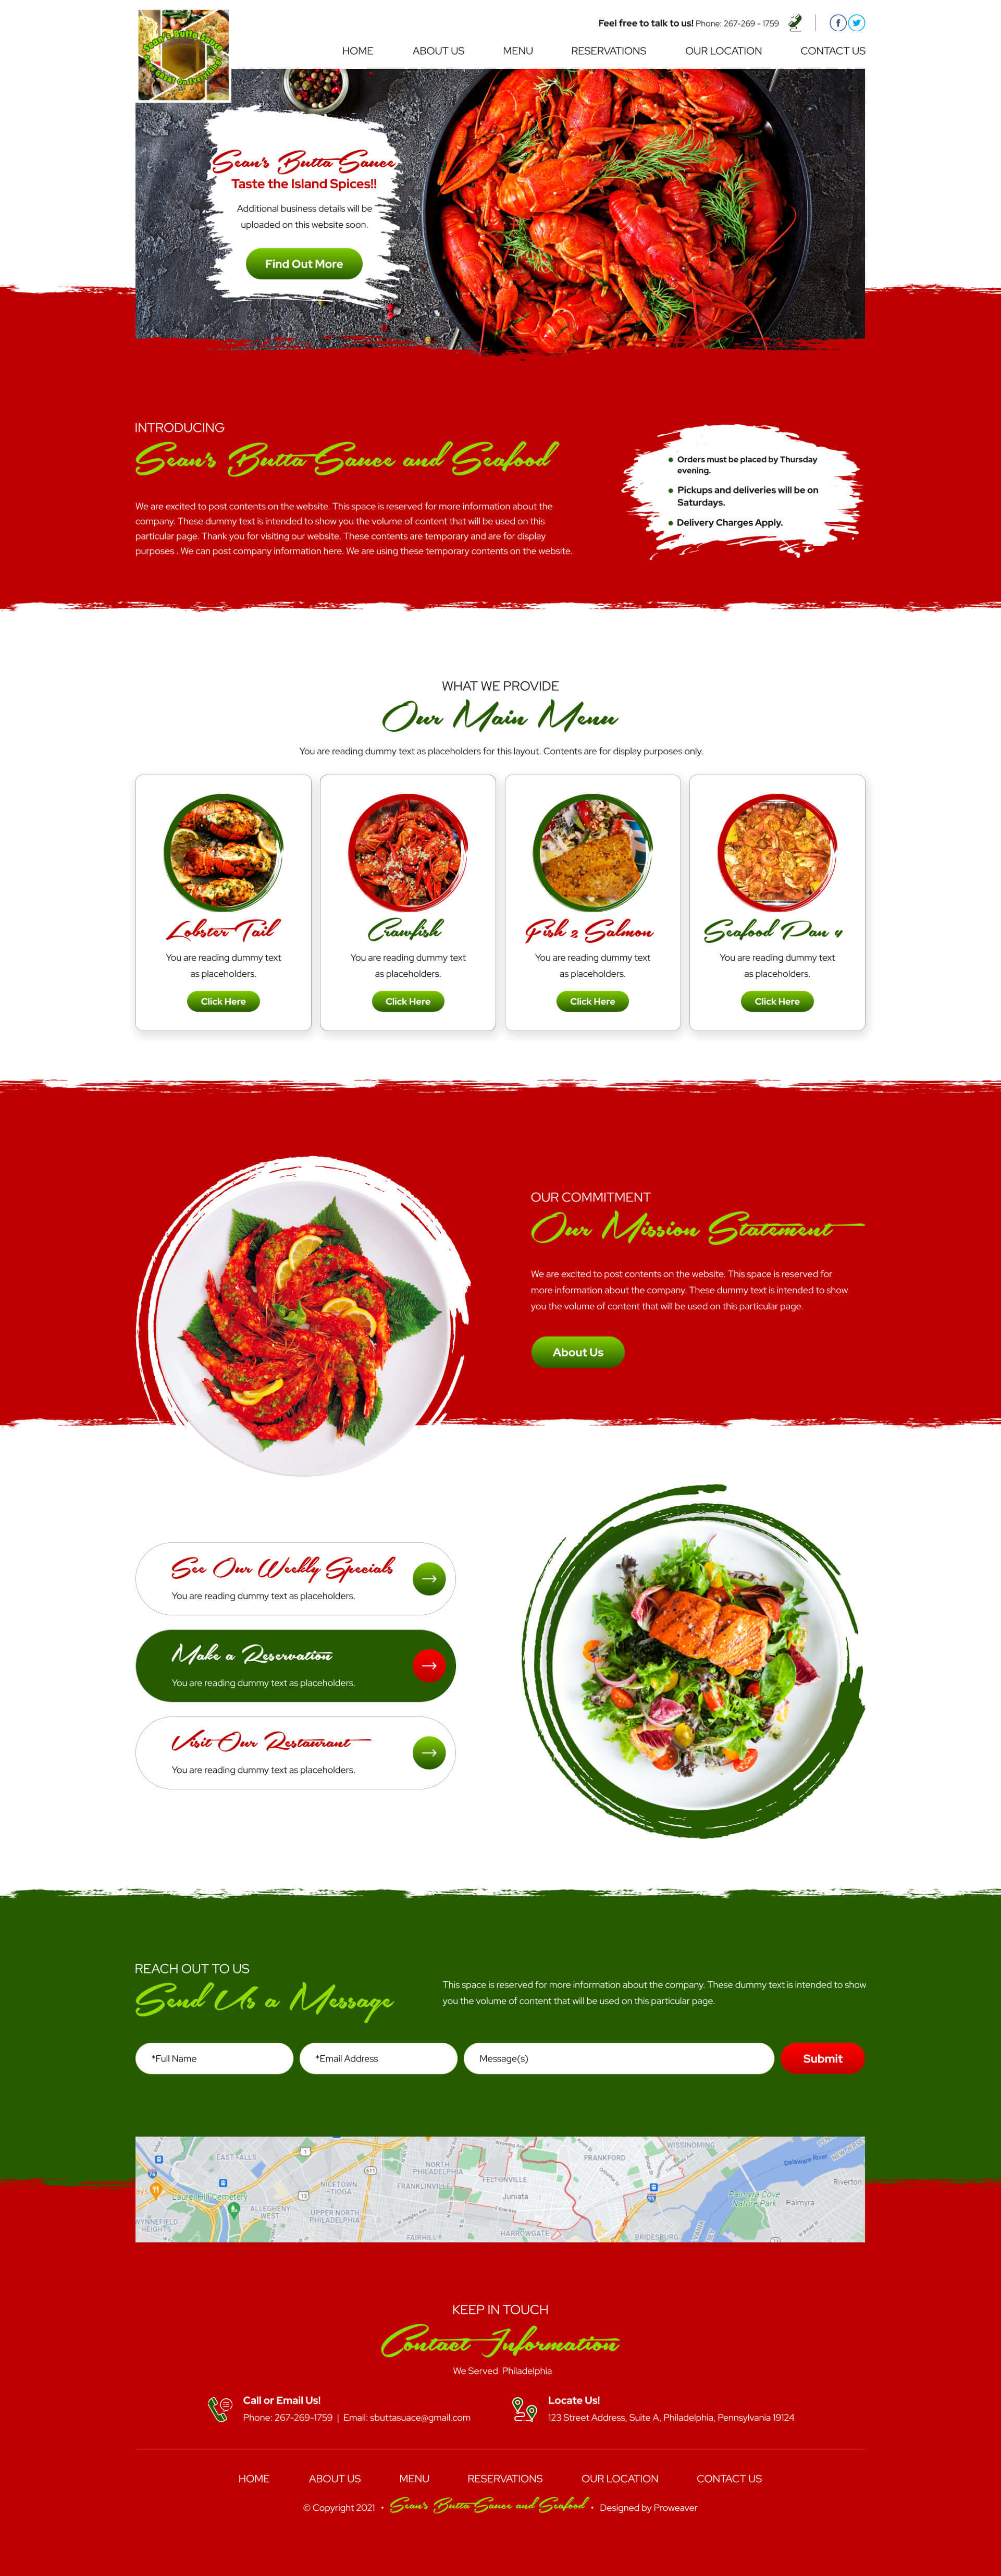 Sean's Butta Sauce
Feel free to talk to us! Phone: 267-269 - 1759
HOME ABOUT US MENU RESERVATIONS OUR LOCATION CONTACT US
Sean's Butta Sauce
Taste the Island Spices!!
Additional business details will be
uploaded on this website soon.
Find Out More
INTRODUCING
Sean's Butta Sauce and Seafood
We are excited to post contents on the website. This space is reserved for more information about the
company. These dummy text is intended to show you the volume of content that will be used on this
particular page. Thank you for visiting our website. These contents are temporary and are for display
purposes . We can post company information here. We are using these temporary contents on the website.
Orders must be placed by Thursday
evening.
Pickups and deliveries will be on
Saturdays.
Delivery Charges Apply.
WHAT WE PROVIDE
Our Main Menu
You are reading dummy text as placeholders for this layout. Contents are for display purposes only.
Lobster Tail
You are reading dummy text
as placeholders.
Click Here
Crawfish
You are reading dummy text
as placeholders.
Click Here
Fish 2 Salmon
You are reading dummy text
as placeholders.
Click Here
Seafood Pan 4
You are reading dummy text
as placeholders.
Click Here
OUR COMMITMENT
Our Mission Statement
We are excited to post contents on the website. This space is reserved for
more information about the company. These dummy text is intended to show
you the volume of content that will be used on this particular page.
About Us
See Our Weekly Specials
You are reading dummy text as placeholders.
Make a Reservation
You are reading dummy text as placeholders.
Visit Our Restaurant
You are reading dummy text as placeholders.
REACH OUT TO US
Send Us a Message
This space is reserved for more information about the company. These dummy text is intended to show
you the volume of content that will be used on this particular page.
*Full Name
*Email Address
Message(s)
Submit
WISSINOMING
EAST FALLS
FRANKFORD
Delaware River
NORTH
PHILADELPHIA
FELTONVILLE
Riverton
NICETOWN
-TIOGA
FRANKLINVILLE
Laurel Hill Cemetery
Juniata
Palmyra Cove
Nature Park
Palmyra
ALLEGHENY
WEST
UPPER NORTH
PHILADELPHIA
WYNNEFIELD
HEIGHTS
FAIRHILL
HARROWGATE
BRIDESBURG
KEEP IN TOUCH
Contact Information
We Served Philadelphia
Call or Email Us!
Phone: 267-269-1759 | Email: sbuttasuace@gmail.com
Locate Us!
123 Street Address, Suite A, Philadelphia, Pennsylvania 19124
HOME ABOUT US MENU RESERVATIONS OUR LOCATION CONTACT US
© Copyright 2021 • Sean's Butta Sauce and Seafood • Designed by Proweaver